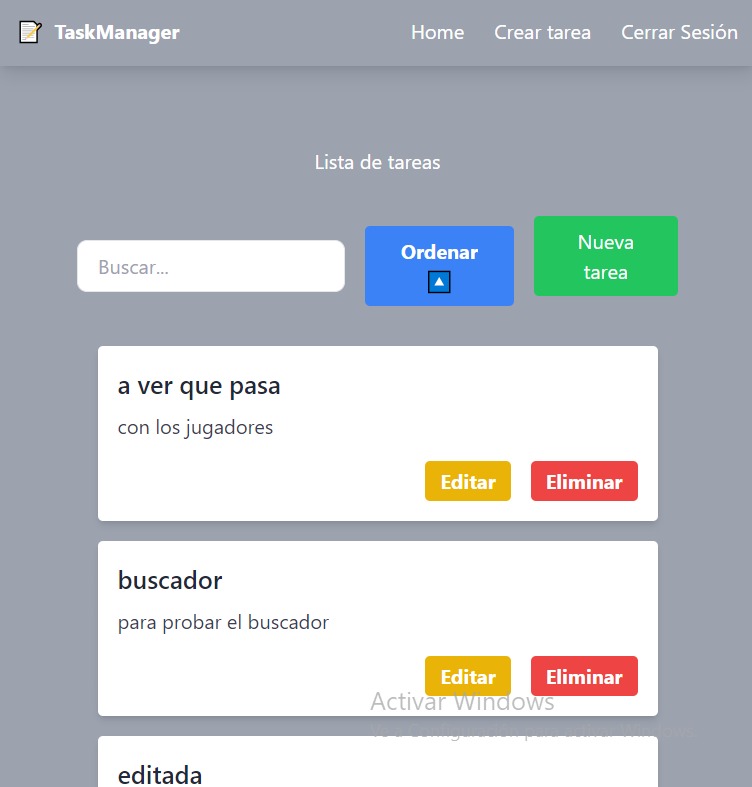 TaskManager
Home Crear tarea Cerrar Sesión
Lista de tareas
Buscar...
Ordenar
Nueva
tarea
a ver que pasa
con los jugadores
Editar Eliminar
buscador
para probar el buscador
Editar Eliminar
Activar Windows
Ve a Configuración para activar Windows.
editada